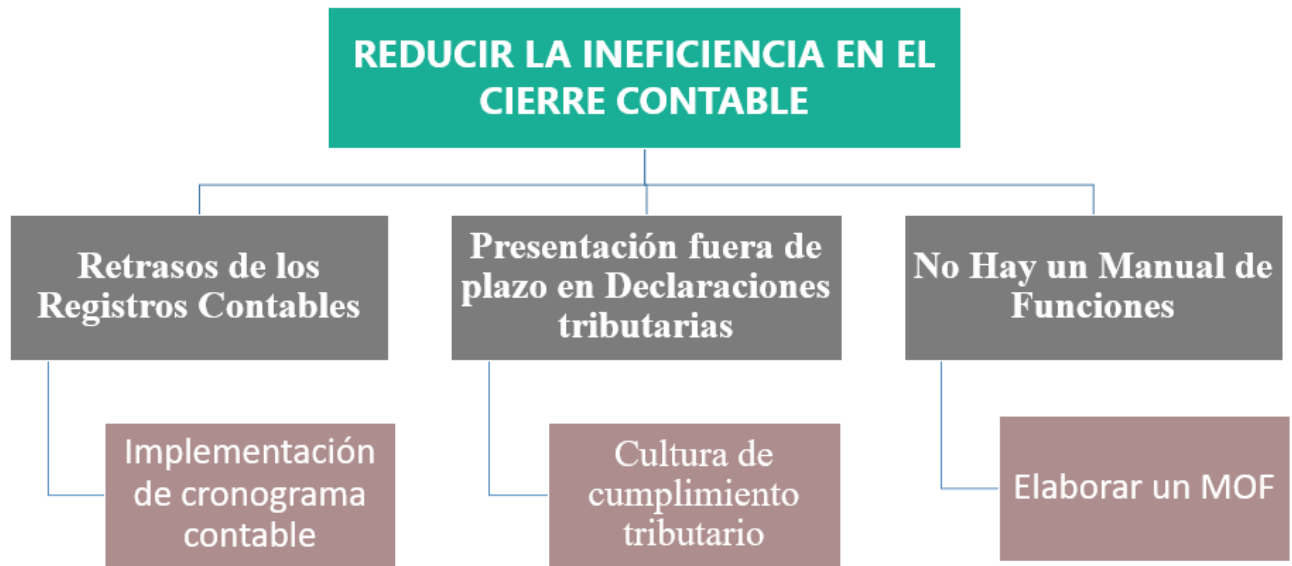 REDUCIR LA INEFICIENCIA EN EL
CIERRE CONTABLE
Retrasos de los
Registros Contables
Presentación fuera de
plazo en Declaraciones
tributarias
No Hay un Manual de
Funciones
Implementación
de cronograma
contable
Cultura de
cumplimiento
tributario
Elaborar un MOF